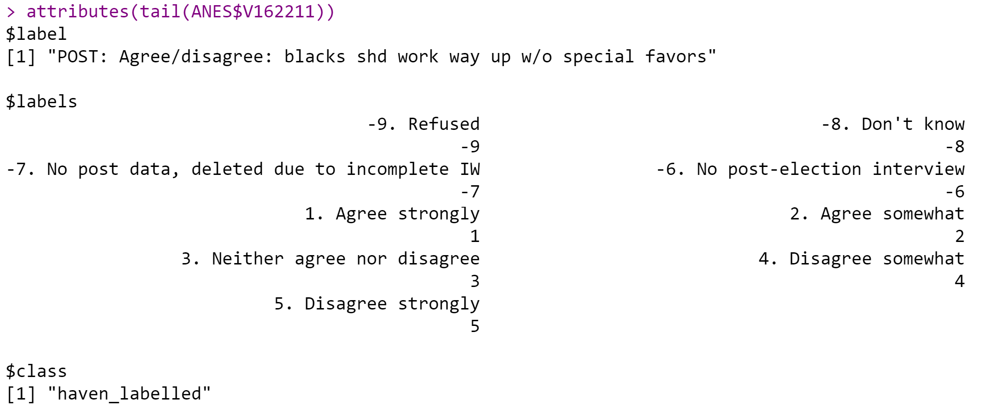 > attributes(tail(ANES$V162211))
$label
[1] "POST: Agree/disagree: blacks shd work way up w/o special favors"
$labels
-9. Refused -8. Don't know
-9 -8
-7. No post data, deleted due to incomplete IW -6. No post-election interview
-7 -6
1. Agree strongly 2. Agree somewhat
1 2
3. Neither agree nor disagree 4. Disagree somewhat
3 4
5. Disagree strongly
5
$class
[1] "haven_labelled"